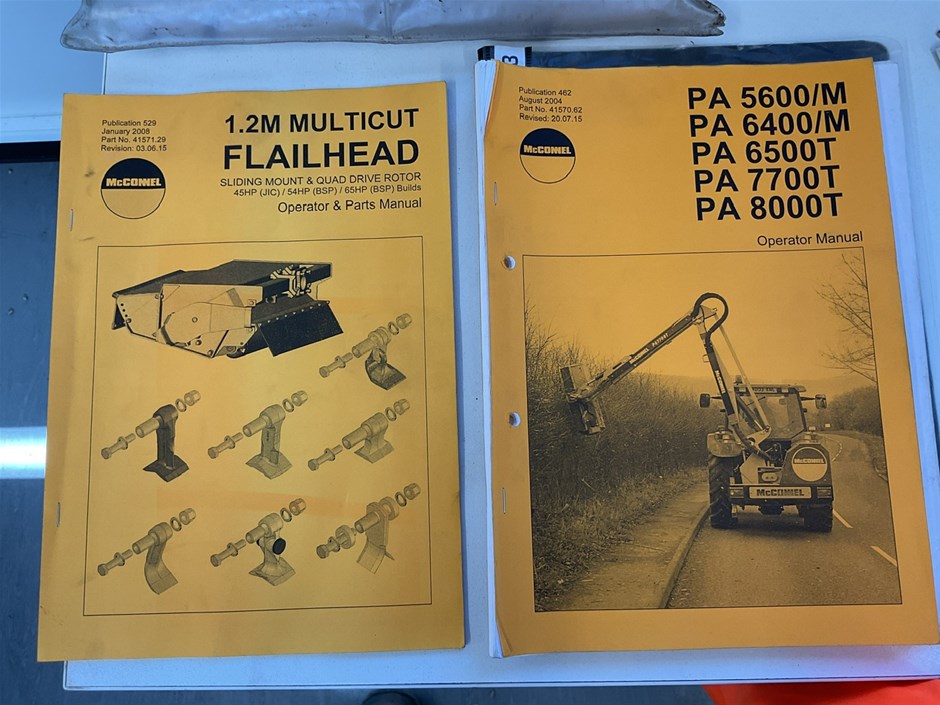 Publication 529
January 2008
Part No. 41571.29
Revision: 03.06.15
McCONNEL
1.2M MULTICUT
FLAILHEAD
SLIDING MOUNT & QUAD DRIVE ROTOR
45HP (JIC) / 54HP (BSP) / 65HP (BSP) Builds
Operator & Parts Manual
3
Publication 462
August 2004
Part No. 41570.62
Revised: 20.07.15
McCONNEL
PA 5600/M
PA 6400/M
PA 6500T
PA 7700T
PA 8000T
Operator Manual
McCONNEL
McCONNEL